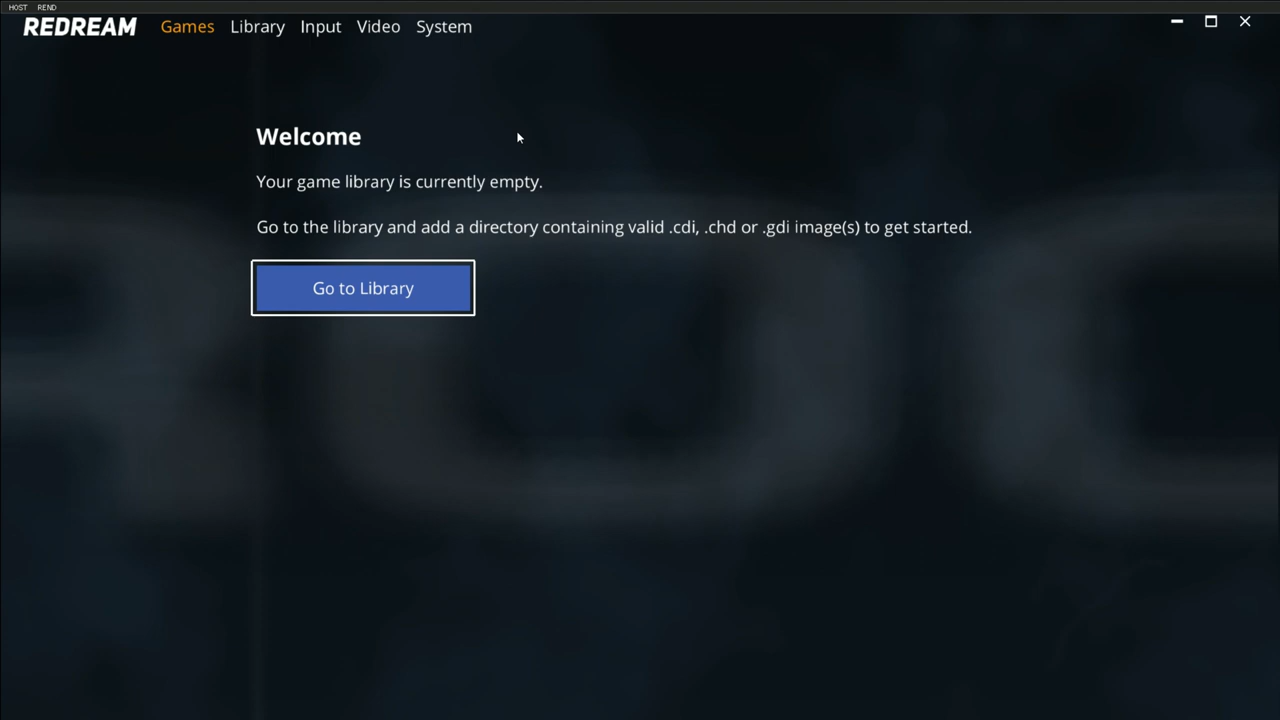 HOST REND
REDREAM Games Library Input Video System
Welcome
Your game library is currently empty.
Go to the library and add a directory containing valid .cdi, .chd or .gdi image(s) to get started.
Go to Library